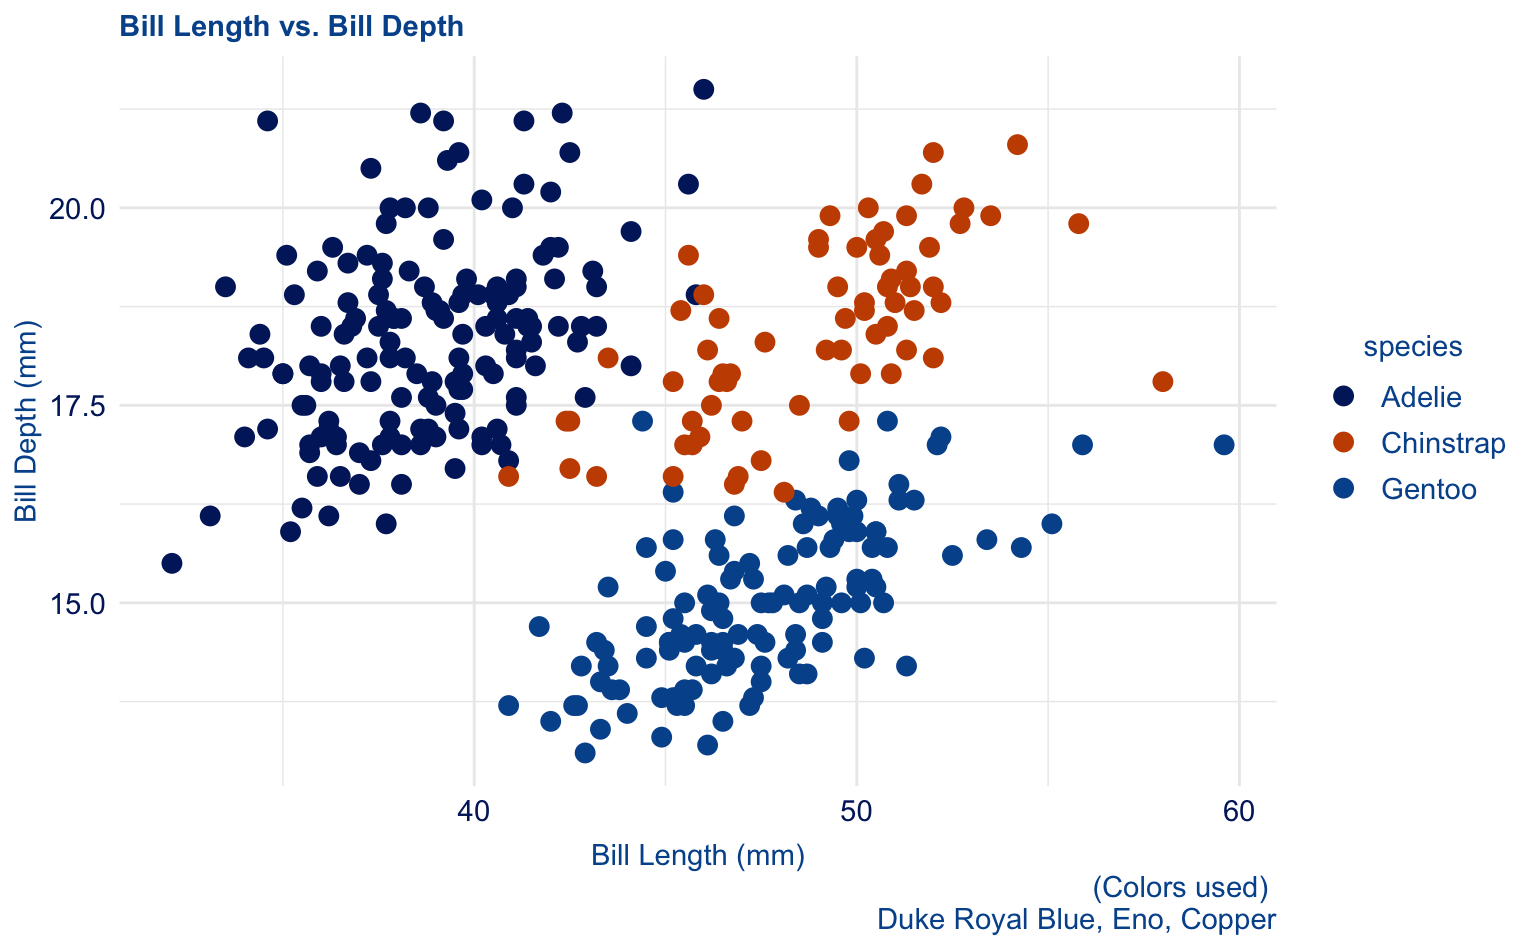 Bill Length vs. Bill Depth
20.0
17.5
15.0
Bill Depth (mm)
40 50 60
Bill Length (mm)
species
Adelie
Chinstrap
Gentoo
(Colors used)
Duke Royal Blue, Eno, Copper